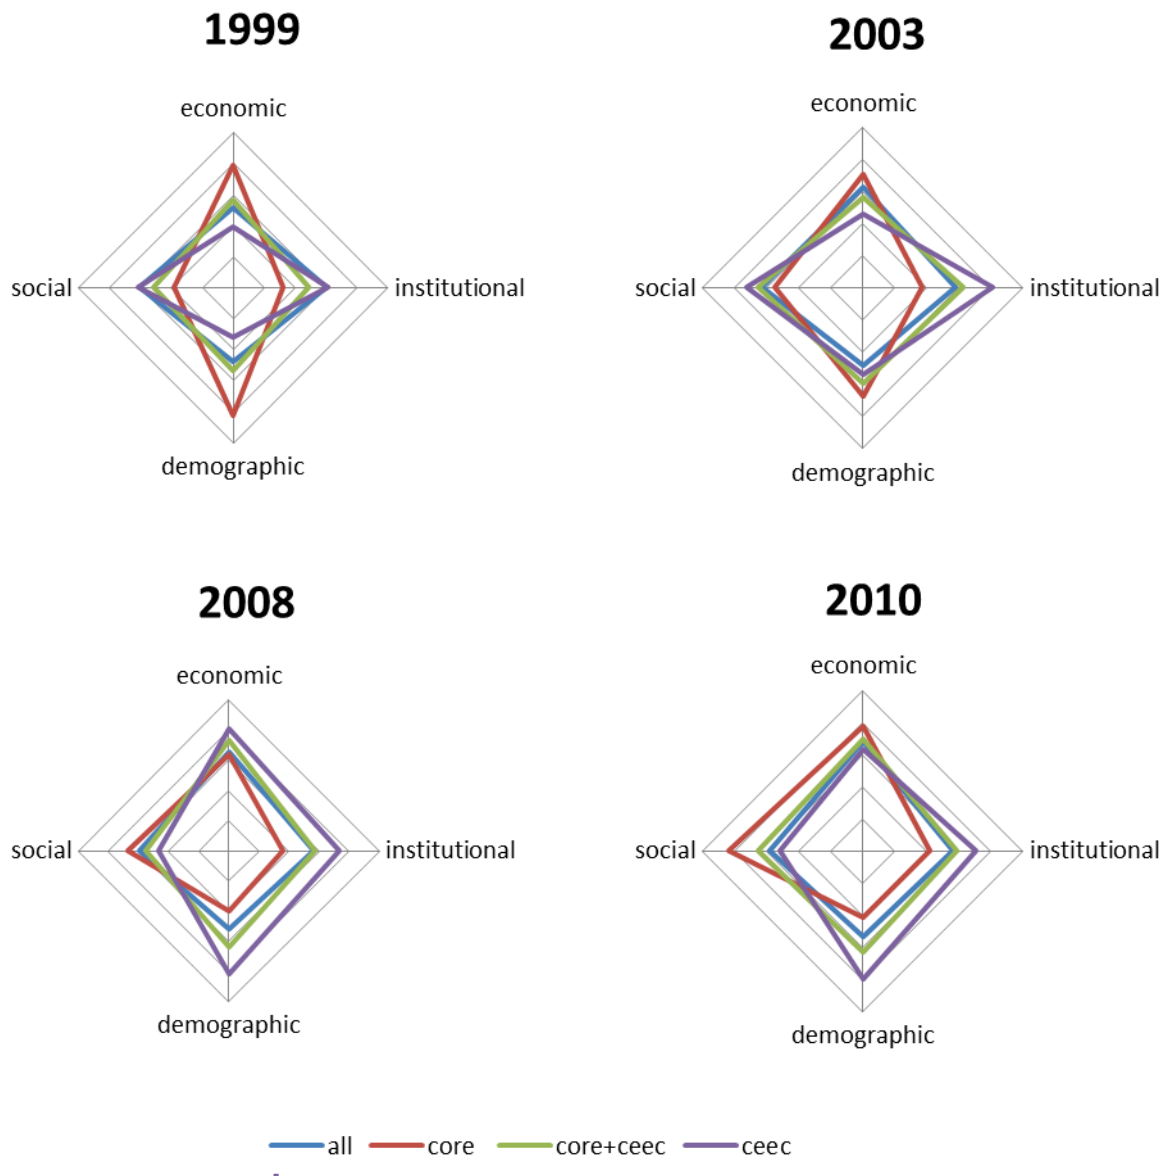 1999
economic
social
institutional
demographic
2003
economic
social
institutional
demographic
2008
economic
social
institutional
demographic
2010
economic
social
institutional
demographic
all core core+ceec ceec